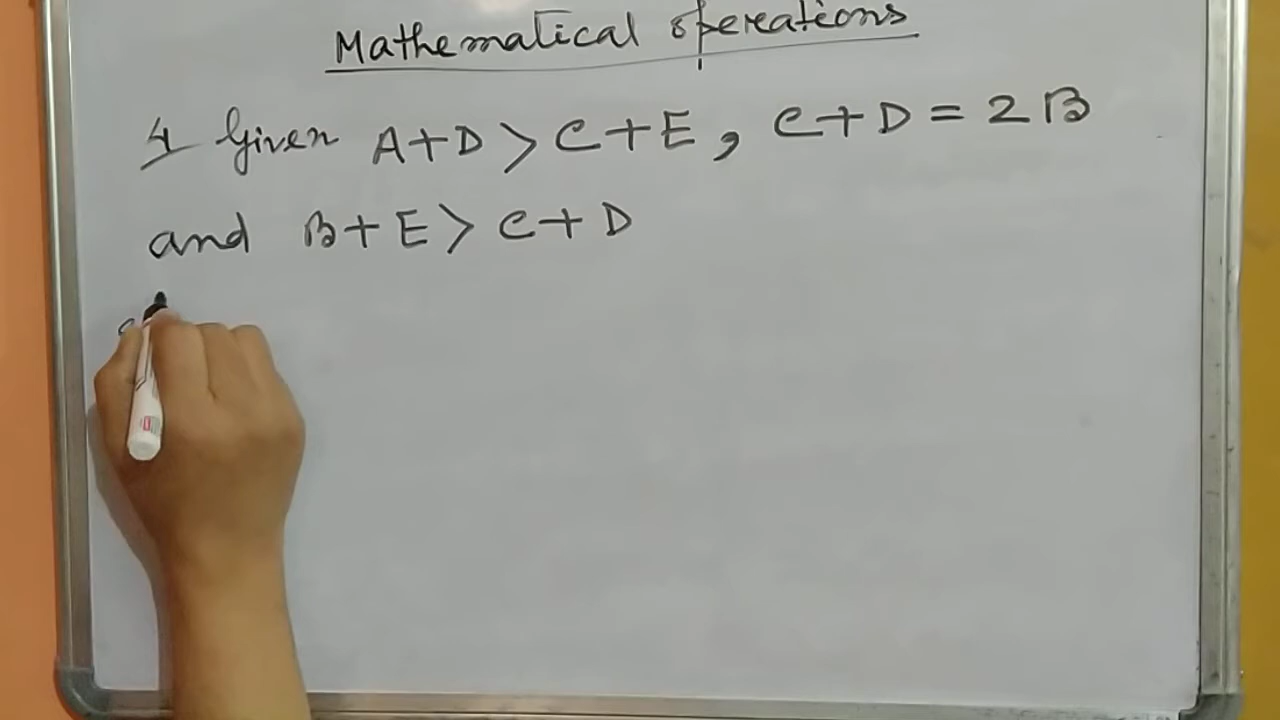 Mathematical operations
4 Given A+D > C+E, C+D = 2B
and B+E > C+D